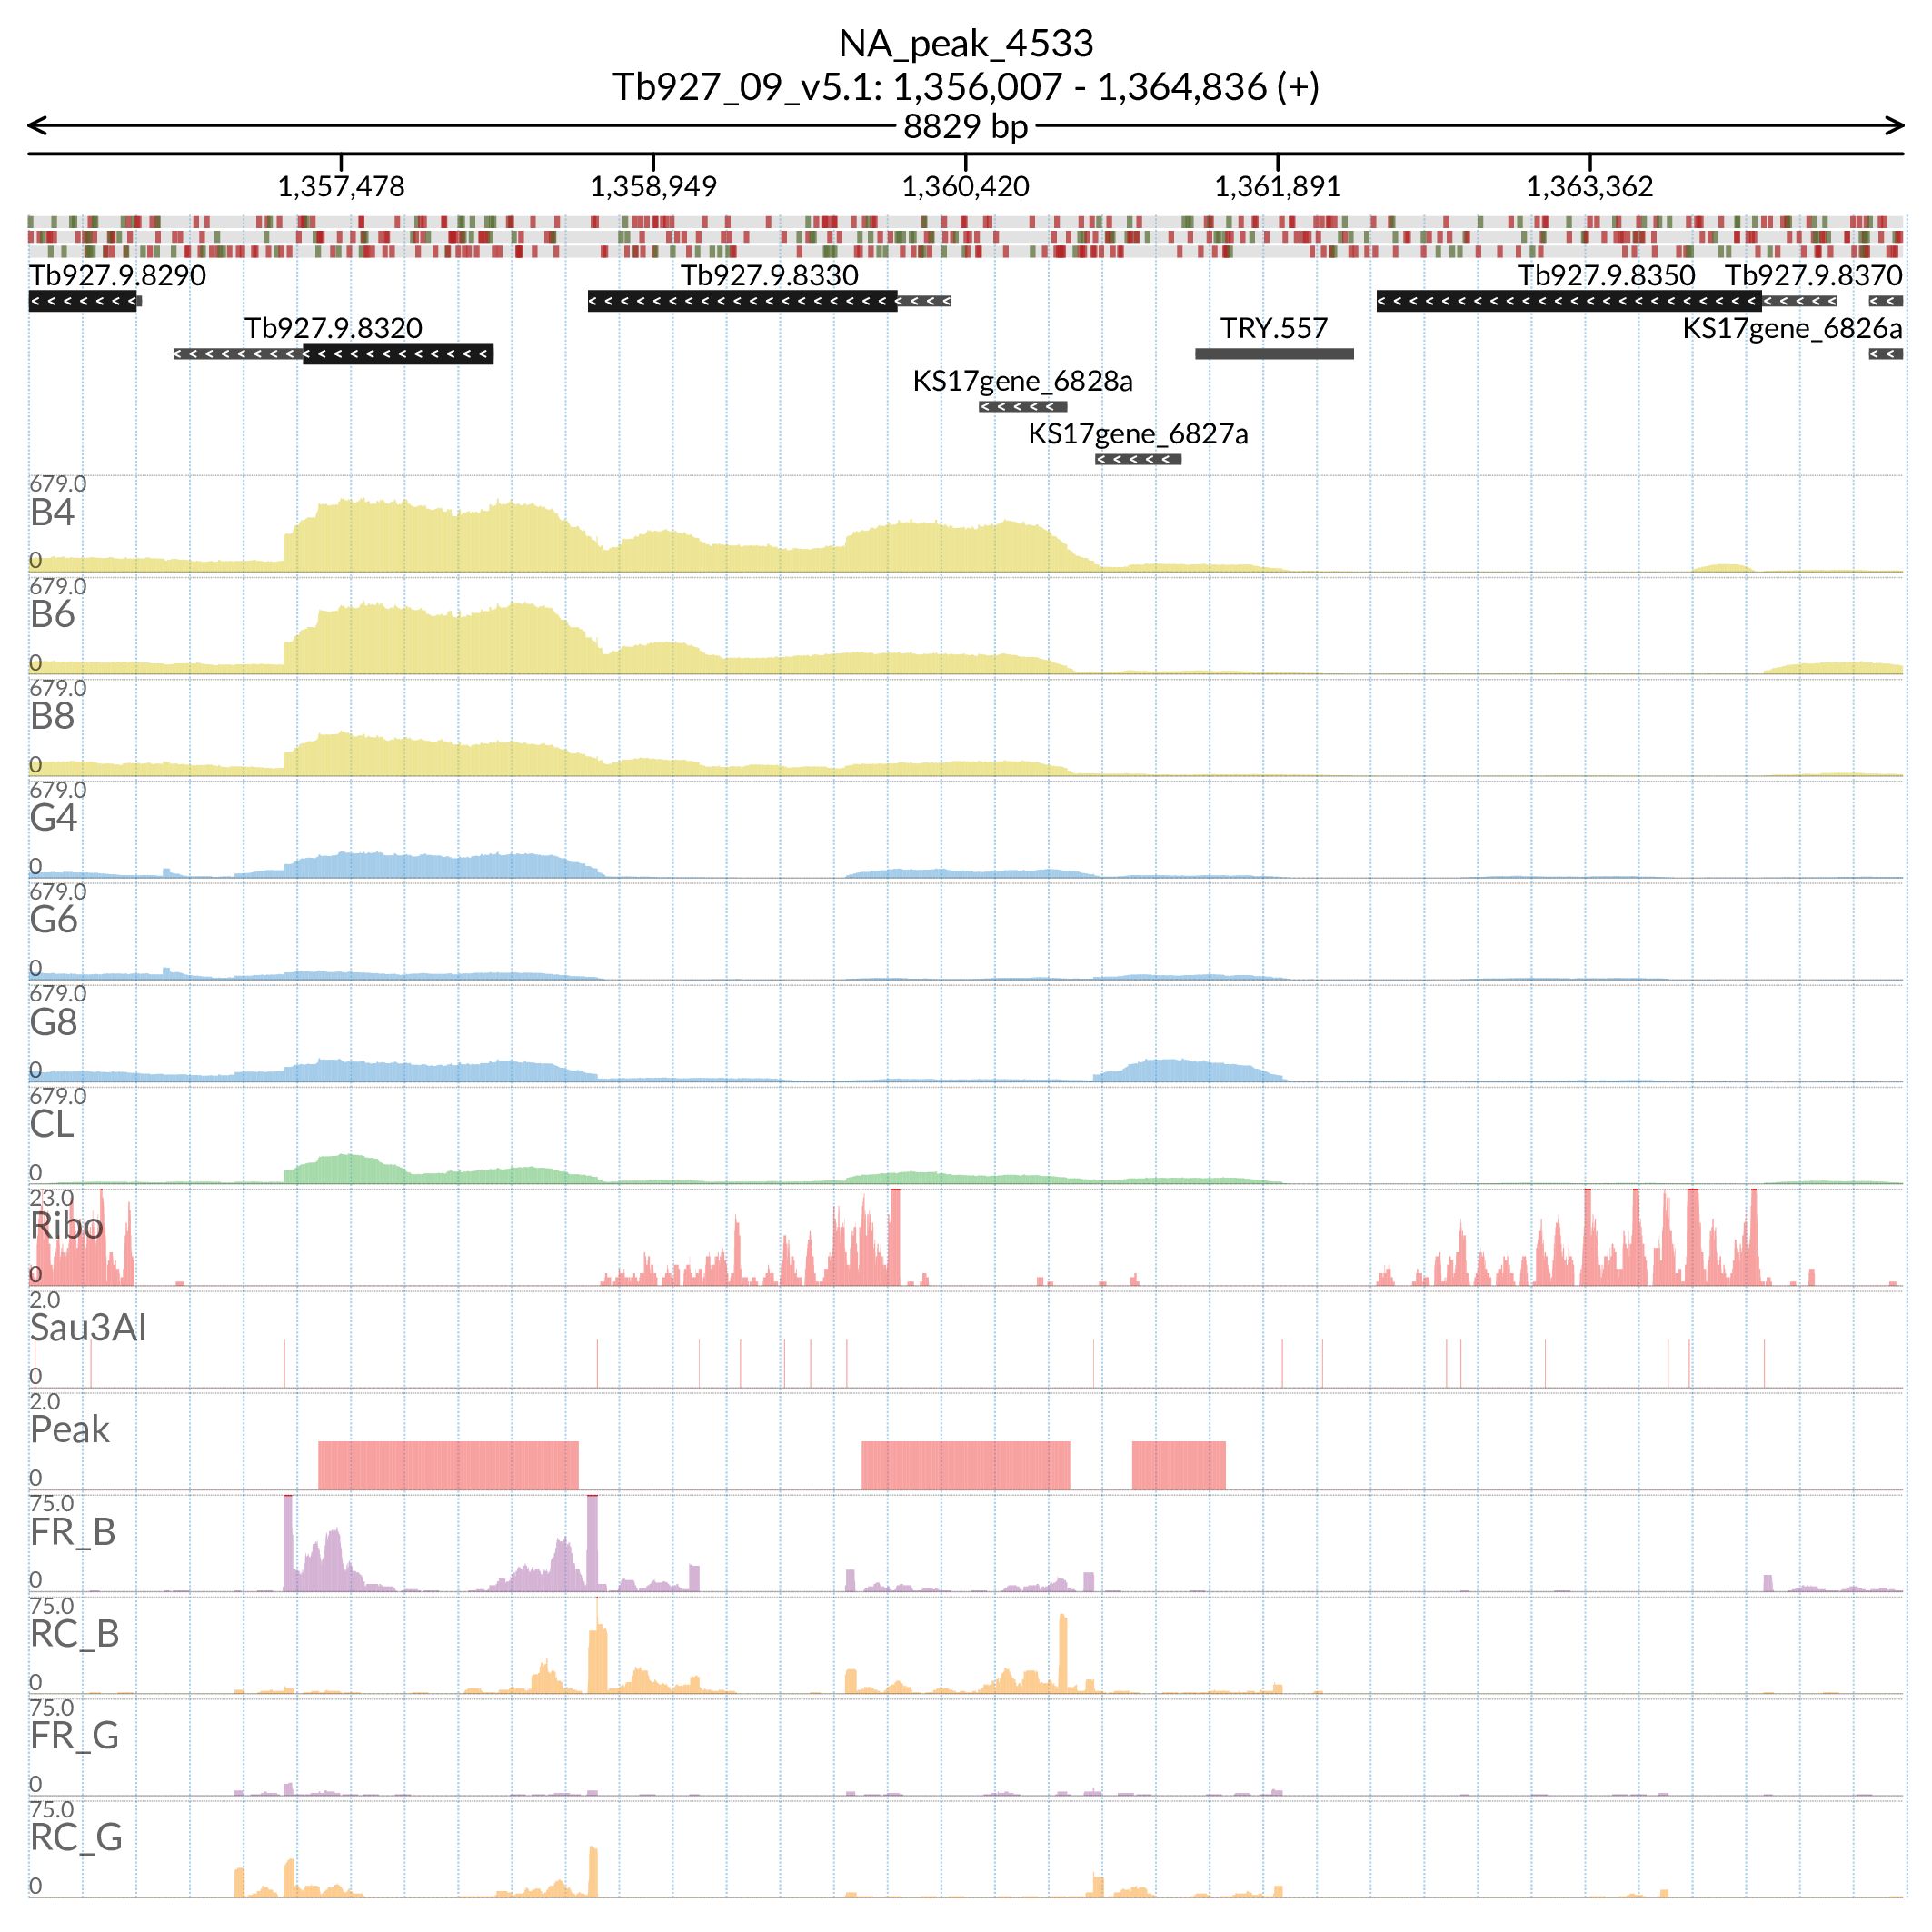 NA_peak_4533
Tb927_09_v5.1: 1,356,007 - 1,364,836 (+)
8829 bp
1,357,478 1,358,949 1,360,420 1,361,891 1,363,362
Tb927.9.8290 Tb927.9.8330 Tb927.9.8350 Tb927.9.8370
Tb927.9.8320 TRY.557 KS17gene_6826a
KS17gene_6828a
KS17gene_6827a
679.0
B4
0
679.0
B6
0
679.0
B8
0
679.0
G4
0
679.0
G6
0
679.0
G8
0
679.0
CL
0
23.0
Ribo
0
2.0
Sau3AI
0
2.0
Peak
0
75.0
FR_B
0
75.0
RC_B
0
75.0
FR_G
0
75.0
RC_G
0